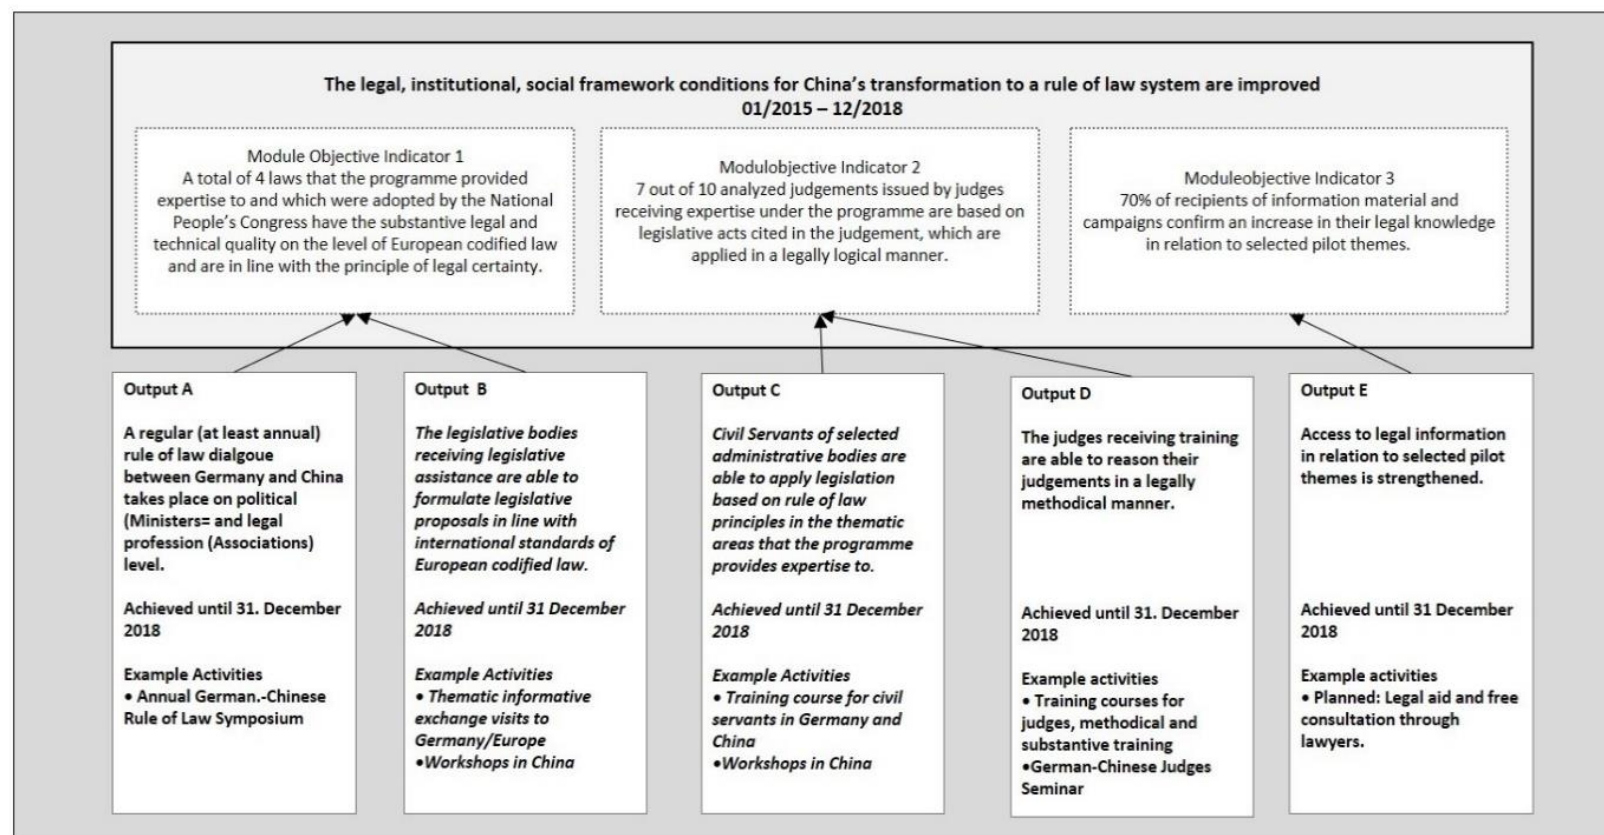 The legal, institutional, social framework conditions for China's transformation to a rule of law system are improved
01/2015 – 12/2018
Module Objective Indicator 1
A total of 4 laws that the programme provided
expertise to and which were adopted by the National
People's Congress have the substantive legal and
technical quality on the level of European codified law
and are in line with the principle of legal certainty.
Modulobjective Indicator 2
7 out of 10 analyzed judgements issued by judges
receiving expertise under the programme are based on
legislative acts cited in the judgement, which are
applied in a legally logical manner.
Moduleobjective Indicator 3
70% of recipients of information material and
campaigns confirm an increase in their legal knowledge
in relation to selected pilot themes.
Output A
A regular (at least annual)
rule of law dialgoue
between Germany and China
takes place on political
(Ministers= and legal
profession (Associations)
level.
Achieved until 31. December
2018
Example Activities
• Annual German.-Chinese
Rule of Law Symposium
Output B
The legislative bodies
receiving legislative
assistance are able to
formulate legislative
proposals in line with
international standards of
European codified law.
Achieved until 31 December
2018
Example Activities
• Thematic informative
exchange visits to
Germany/Europe
•Workshops in China
Output C
Civil Servants of selected
administrative bodies are
able to apply legislation
based on rule of law
principles in the thematic
areas that the programme
provides expertise to.
Achieved until 31 December
2018
Example Activities
• Training course for civil
servants in Germany and
China
•Workshops in China
Output D
The judges receiving training
are able to reason their
judgements in a legally
methodical manner.
Achieved until 31. December
2018
Example activities
• Training courses for
judges, methodical and
substantive training
•German-Chinese Judges
Seminar
Output E
Access to legal information
in relation to selected pilot
themes is strengthened.
Achieved until 31 December
2018
Example activities
• Planned: Legal aid and free
consultation through
lawyers.